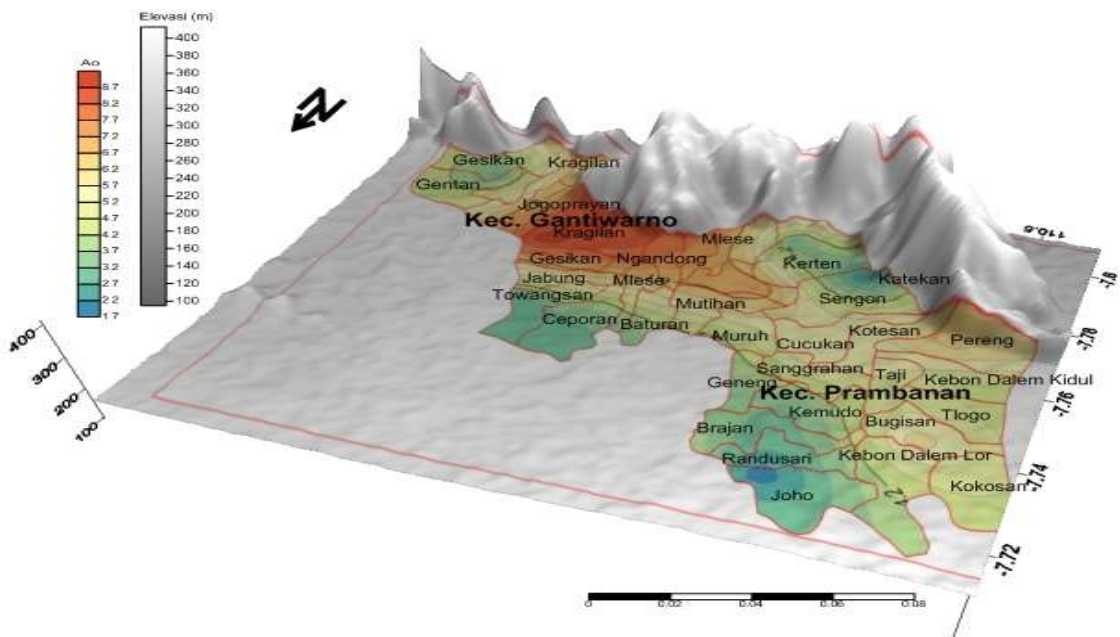 Elevasi (m)
400
380
360
340
320
300
280
260
240
220
200
180
160
140
120
100
Ao
8.7
8.2
7.7
7.2
6.7
6.2
5.7
5.2
4.7
4.2
3.7
3.2
2.7
2.2
1.7
N
Gesikan
Kragilan
Gentan
Jogoprayan
Kec. Gantiwarno
Kragilan
Mlese
Gesikan
Ngandong
Kerten
Jabung
Mlese
Katekan
Towangsan
Mutihan
Sengon
Ceporan
Baturan
Muruh
Kotesan
Cucukan
Pereng
Sanggrahan
Taji
Geneng
Kebon Dalem Kidul
Kec. Prambanan
Kemudo
Bugisan
Tlogo
Brajan
Randusari
Kebon Dalem Lor
Joho
Kokosan
400
300
200
100
110.6
-7.8
-7.78
-7.76
-7.74
-7.72
0
0.02
0.04
0.06
0.08